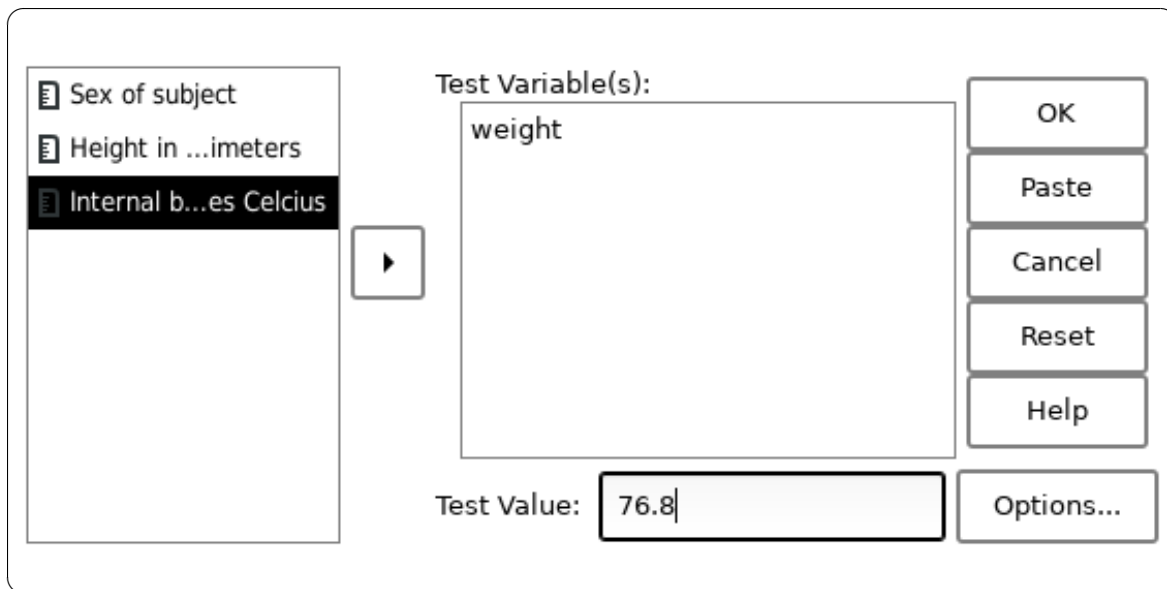 Sex of subject
Height in ...imeters
Internal b...es Celcius
Test Variable(s):
weight
Test Value: 76.8
OK
Paste
Cancel
Reset
Help
Options...